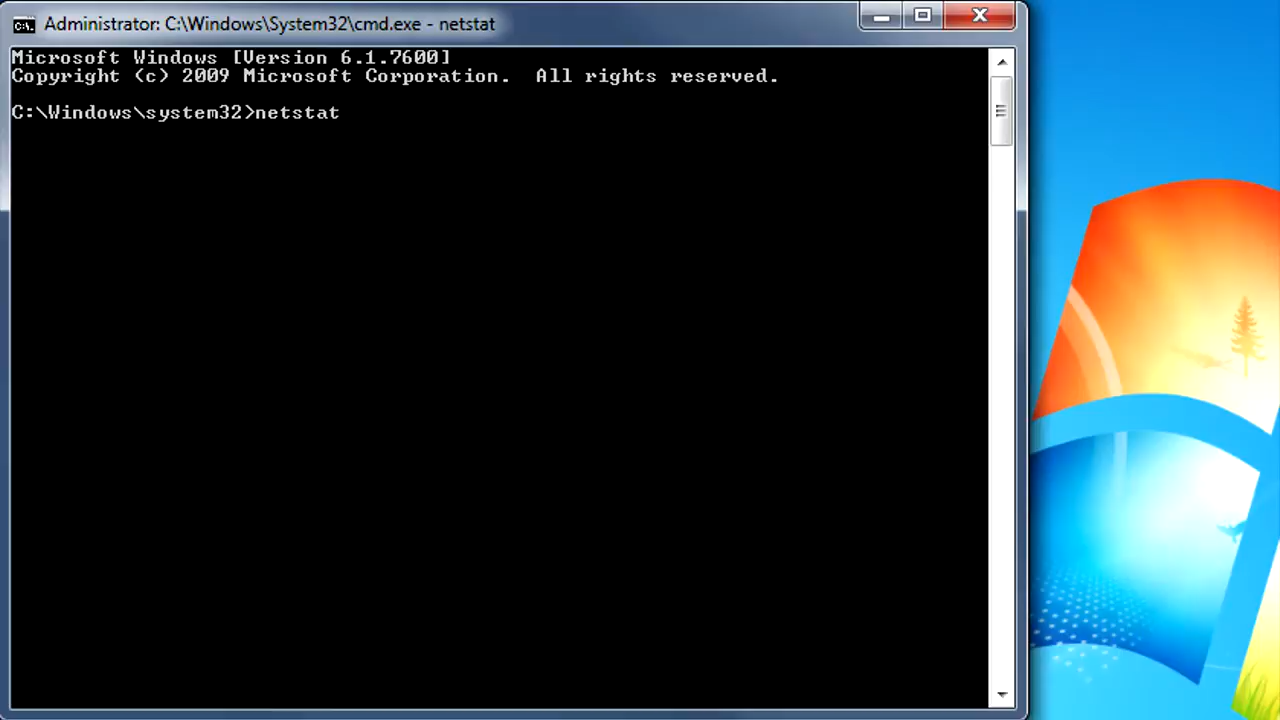 Administrator: C:\Windows\System32\cmd.exe - netstat
Microsoft Windows [Version 6.1.7600]
Copyright (c) 2009 Microsoft Corporation.  All rights reserved.
C:\Windows\system32>netstat